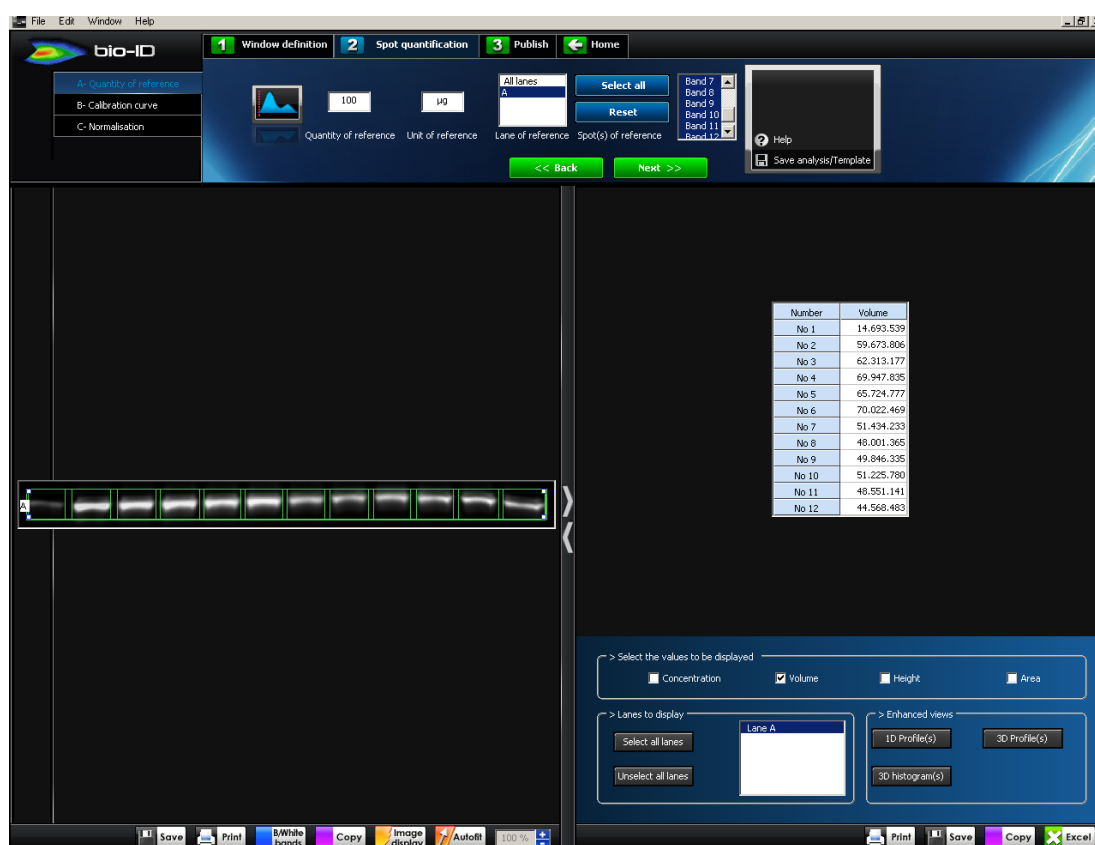 File Edit Window Help
bio-ID
1 Window definition 2 Spot quantification 3 Publish Home
A- Quantity of reference
B- Calibration curve
C- Normalisation
100
µg
Quantity of reference Unit of reference Lane of reference Spot(s) of reference
All lanes
A
Select all
Reset
Band 7
Band 8
Band 9
Band 10
Band 11
Band 12
Help
Save analysis/Template
<< Back Next >>
A
Number Volume
No 1 14.693.539
No 2 59.673.806
No 3 62.313.177
No 4 69.947.835
No 5 65.724.777
No 6 70.022.469
No 7 51.434.233
No 8 48.001.365
No 9 49.846.335
No 10 51.225.780
No 11 48.551.141
No 12 44.568.483
> Select the values to be displayed
Concentration Volume Height Area
> Lanes to display
Select all lanes
Unselect all lanes
Lane A
> Enhanced views
1D Profile(s) 3D Profile(s)
3D histogram(s)
Save Print B/White bands Copy Image display Autofit 100 %
Print Save Copy Excel